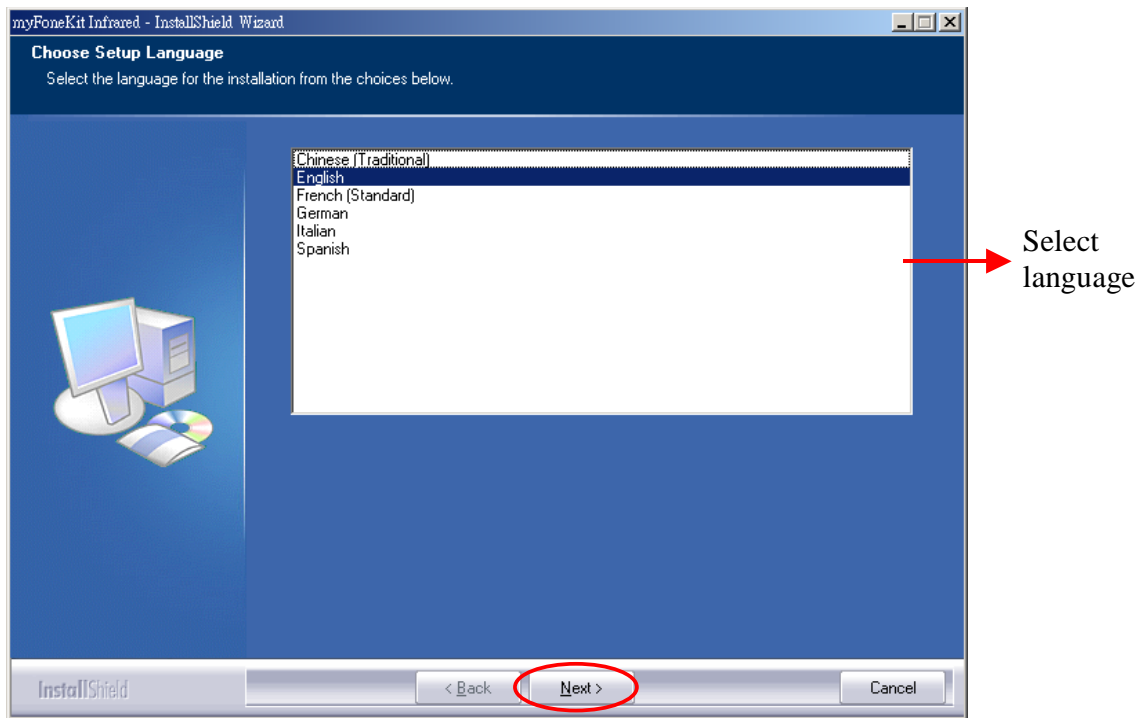 myFoneKit Infrared - InstallShield Wizard
Choose Setup Language
Select the language for the installation from the choices below.
Chinese (Traditional)
English
French (Standard)
German
Italian
Spanish
Select
language
InstallShield
< Back
Next >
Cancel